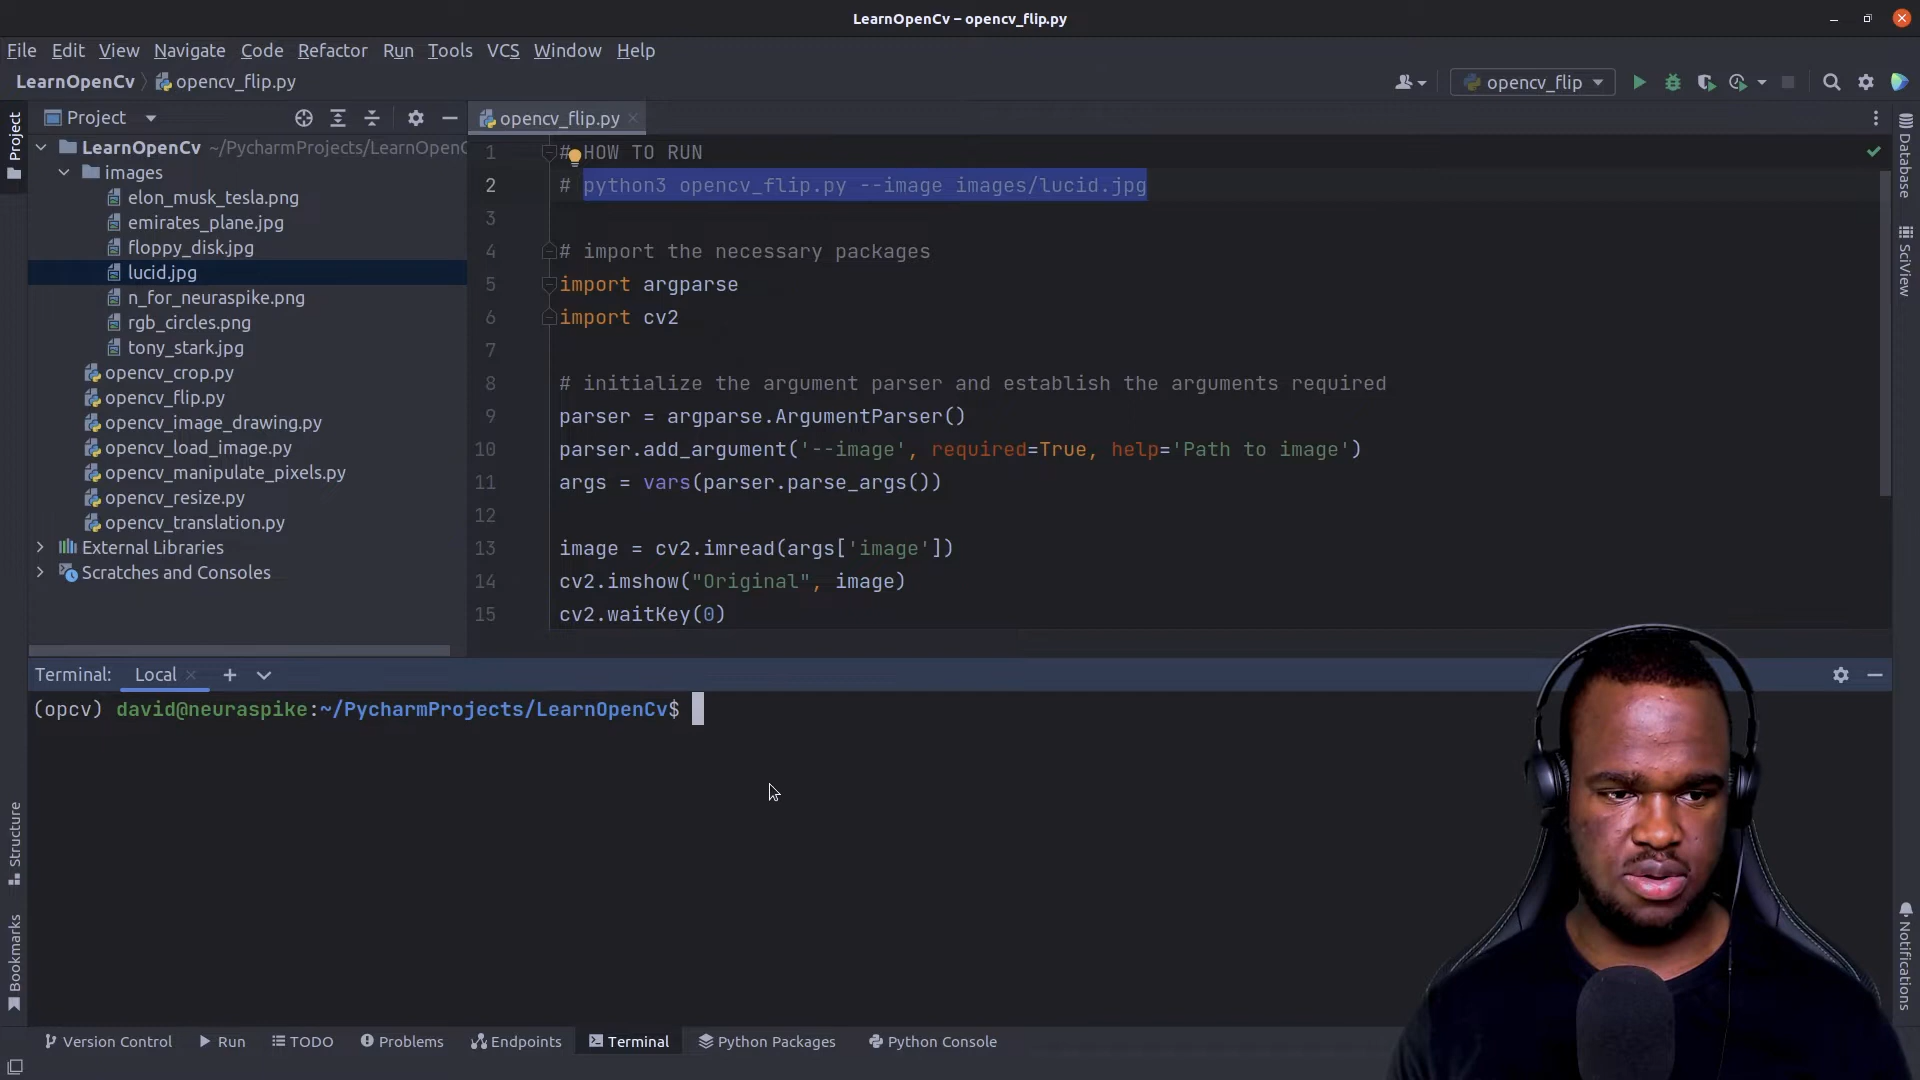 LearnOpenCv – opencv_flip.py
File Edit View Navigate Code Refactor Run Tools VCS Window Help
LearnOpenCv opencv_flip.py
opencv_flip
Project
opencv_flip.py
Project
LearnOpenCv ~/PycharmProjects/LearnOpenC
images
elon_musk_tesla.png
emirates_plane.jpg
floppy_disk.jpg
lucid.jpg
n_for_neuraspike.png
rgb_circles.png
tony_stark.jpg
opencv_crop.py
opencv_flip.py
opencv_image_drawing.py
opencv_load_image.py
opencv_manipulate_pixels.py
opencv_resize.py
opencv_translation.py
External Libraries
Scratches and Consoles
1 # HOW TO RUN
2 # python3 opencv_flip.py --image images/lucid.jpg
3
4 # import the necessary packages
5 import argparse
6 import cv2
7
8 # initialize the argument parser and establish the arguments required
9 parser = argparse.ArgumentParser()
10 parser.add_argument('--image', required=True, help='Path to image')
11 args = vars(parser.parse_args())
12
13 image = cv2.imread(args['image'])
14 cv2.imshow("Original", image)
15 cv2.waitKey(0)
Database
SciView
Notifications
Structure
Bookmarks
Terminal: Local
(opcv) david@neuraspike:~/PycharmProjects/LearnOpenCv$
Version Control Run TODO Problems Endpoints Terminal Python Packages Python Console